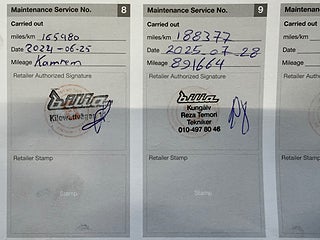 Maintenance Service No. 8
Carried out
miles/km 165980
Date 2024-06-25
Mileage Kamrem
Retailer Authorized Signature
bilia
Kilowattvägen
Retailer Stamp
Stamp
Maintenance Service No. 9
Carried out
miles/km 188377
Date 2025-07-28
Mileage 891664
Retailer Authorized Signature
bilia
Kungälv
Reza Temori
Tekniker
010-497 80 46
Retailer Stamp
Stamp
Maintenance
Carried out
miles/km
Date
Mileage
Retailer
Retailer